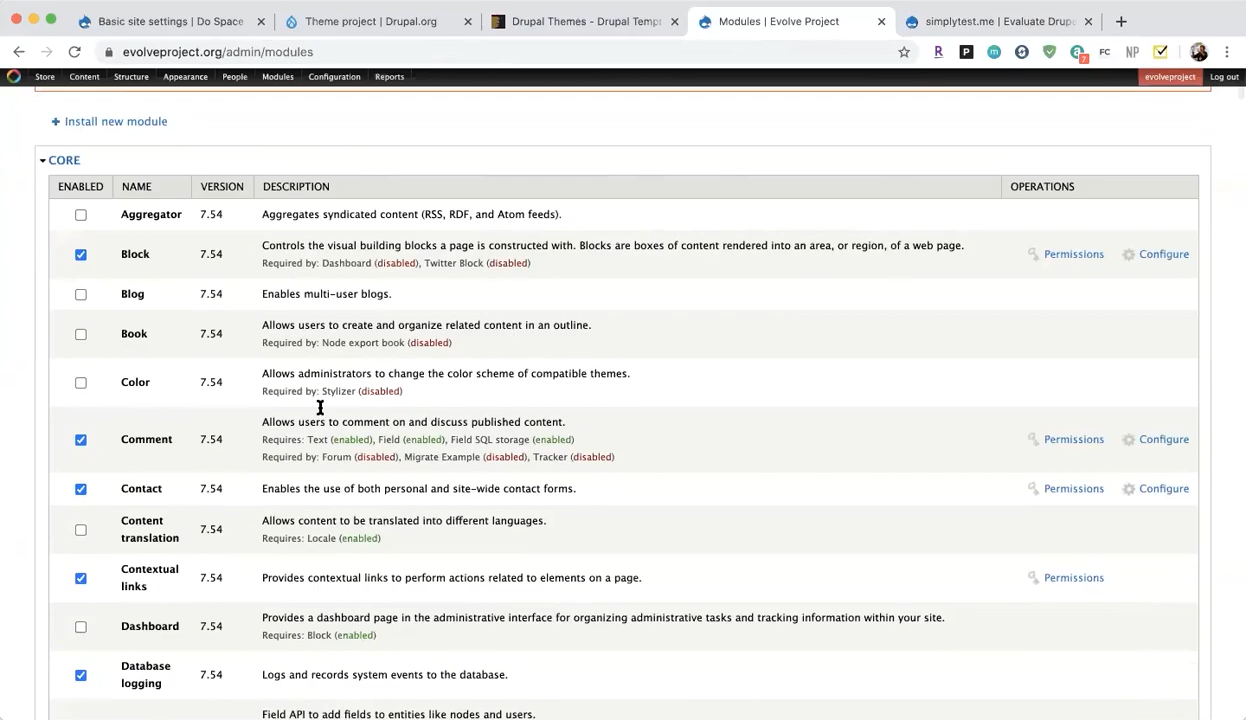 Basic site settings | Do Space
Theme project | Drupal.org
Drupal Themes - Drupal Temp
Modules | Evolve Project
simplytest.me | Evaluate Drup
evolveproject.org/admin/modules
R
P
m
a
7
FC
NP
Store
Content
Structure
Appearance
People
Modules
Configuration
Reports
evolveproject
Log out
Install new module
CORE
ENABLED NAME VERSION DESCRIPTION OPERATIONS
Aggregator 7.54 Aggregates syndicated content (RSS, RDF, and Atom feeds).
Block 7.54 Controls the visual building blocks a page is constructed with. Blocks are boxes of content rendered into an area, or region, of a web page.
Required by: Dashboard (disabled), Twitter Block (disabled)
Permissions Configure
Blog 7.54 Enables multi-user blogs.
Book 7.54 Allows users to create and organize related content in an outline.
Required by: Node export book (disabled)
Color 7.54 Allows administrators to change the color scheme of compatible themes.
Required by: Stylizer (disabled)
Comment 7.54 Allows users to comment on and discuss published content.
Requires: Text (enabled), Field (enabled), Field SQL storage (enabled)
Required by: Forum (disabled), Migrate Example (disabled), Tracker (disabled)
Permissions Configure
Contact 7.54 Enables the use of both personal and site-wide contact forms. Permissions Configure
Content translation 7.54 Allows content to be translated into different languages.
Requires: Locale (enabled)
Contextual links 7.54 Provides contextual links to perform actions related to elements on a page. Permissions
Dashboard 7.54 Provides a dashboard page in the administrative interface for organizing administrative tasks and tracking information within your site.
Requires: Block (enabled)
Database logging 7.54 Logs and records system events to the database.
Field API to add fields to entities like nodes and users.